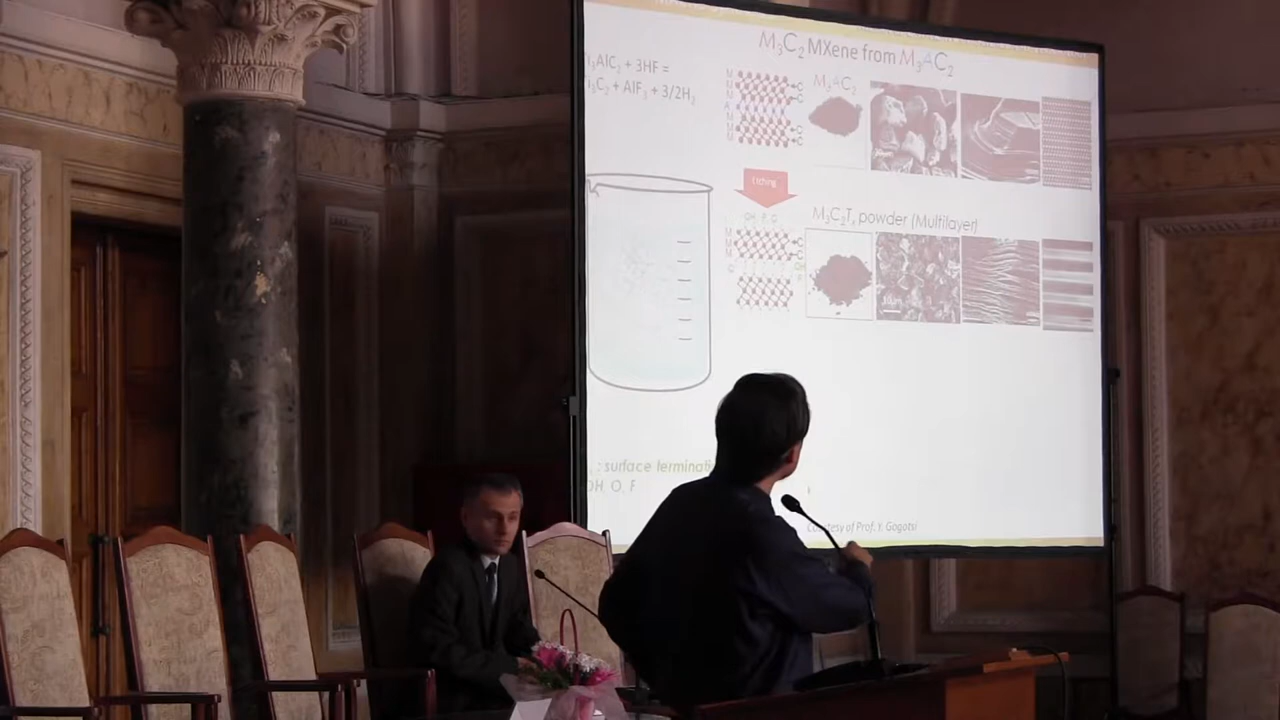 M₃C₂ MXene from M₃AC₂
₃AlC₂ + 3HF =
₃C₂ + AlF₃ + 3/2H₂
M₃AC₂
Etching
OH F O
M₃C₂Tₓ powder (Multilayer)
: surface terminati
OH, O, F
Courtesy of Prof. Y. Gogotsi